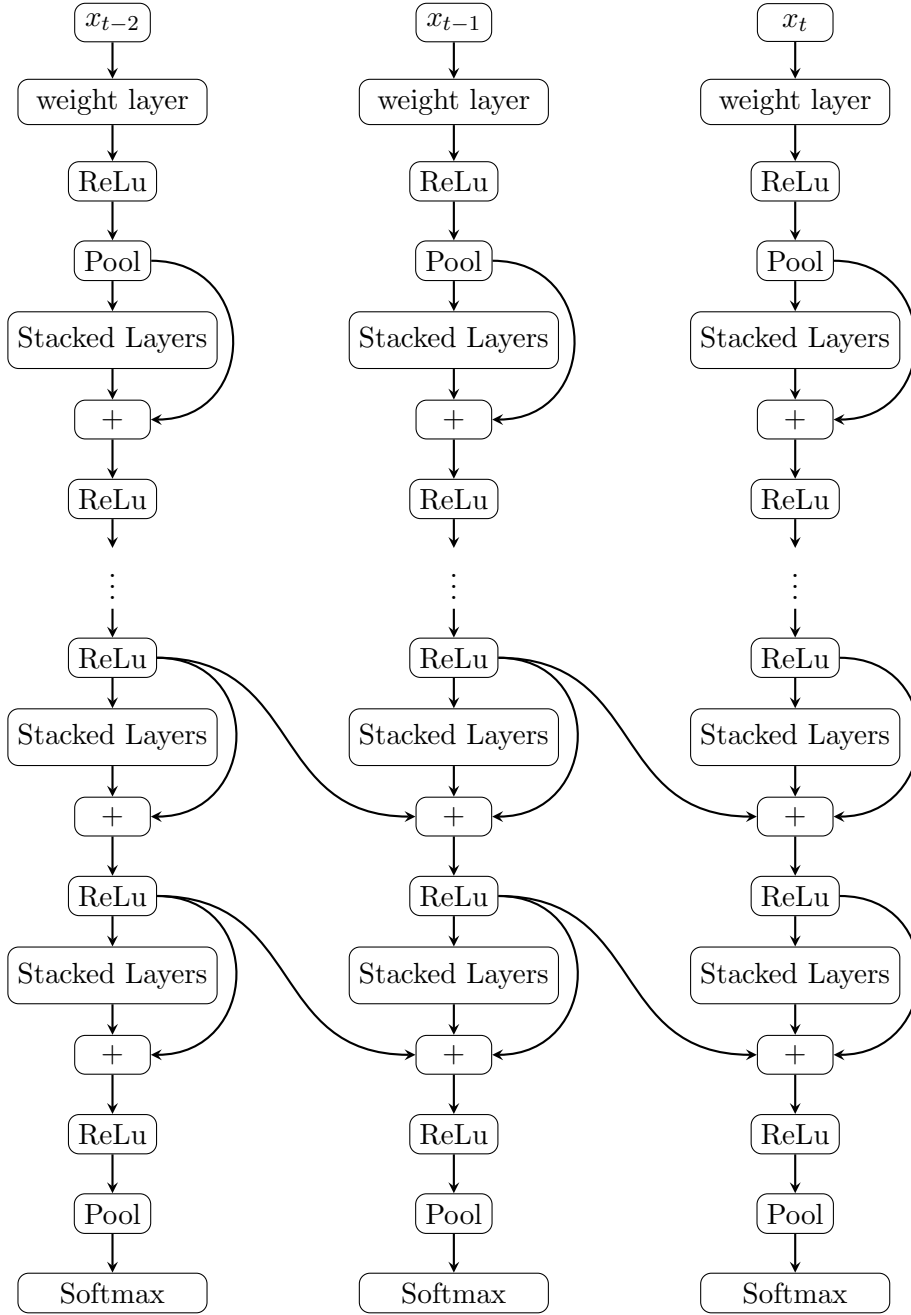 x_{t−2} x_{t−1} x_t
weight layer weight layer weight layer
ReLu ReLu ReLu
Pool Pool Pool
Stacked Layers Stacked Layers Stacked Layers
+ + +
ReLu ReLu ReLu
⋮ ⋮ ⋮
ReLu ReLu ReLu
Stacked Layers Stacked Layers Stacked Layers
+ + +
ReLu ReLu ReLu
Stacked Layers Stacked Layers Stacked Layers
+ + +
ReLu ReLu ReLu
Pool Pool Pool
Softmax Softmax Softmax